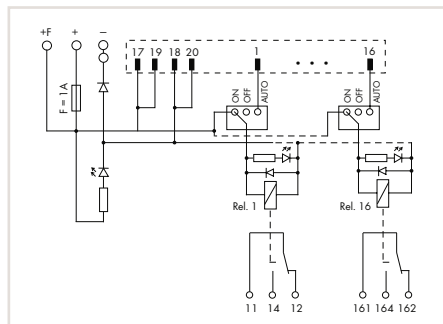 +F + −
17 19 18 20 1 • • • 16
F = 1A
ON OFF AUTO
ON OFF AUTO
Rel. 1
Rel. 16
11 14 12
161 164 162